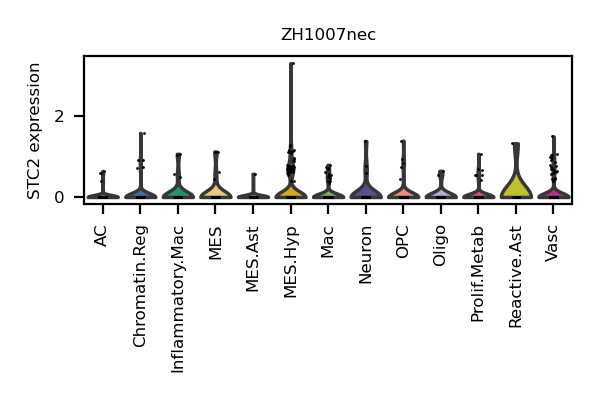 ZH1007nec
STC2 expression
2
0
AC
Chromatin.Reg
Inflammatory.Mac
MES
MES.Ast
MES.Hyp
Mac
Neuron
OPC
Oligo
Prolif.Metab
Reactive.Ast
Vasc